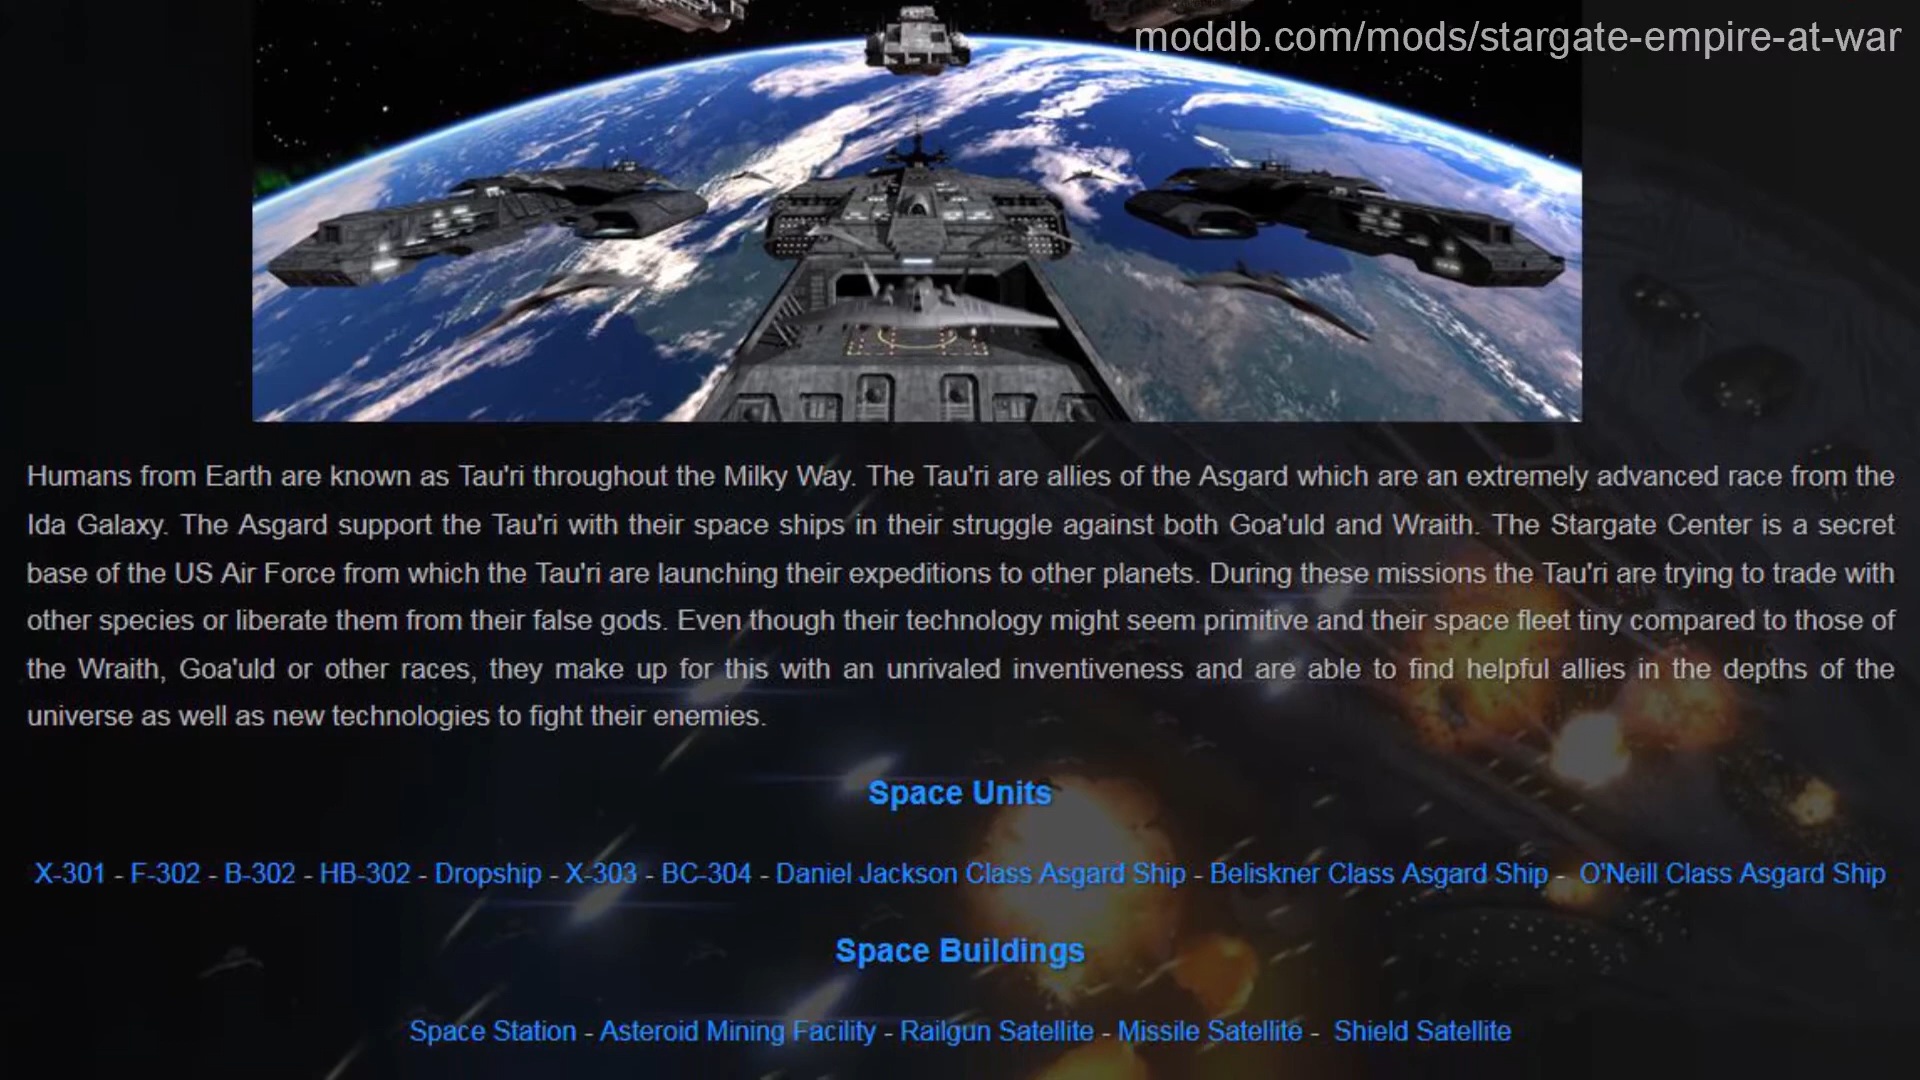 moddb.com/mods/stargate-empire-at-war
Humans from Earth are known as Tau'ri throughout the Milky Way. The Tau'ri are allies of the Asgard which are an extremely advanced race from the
Ida Galaxy. The Asgard support the Tau'ri with their space ships in their struggle against both Goa'uld and Wraith. The Stargate Center is a secret
base of the US Air Force from which the Tau'ri are launching their expeditions to other planets. During these missions the Tau'ri are trying to trade with
other species or liberate them from their false gods. Even though their technology might seem primitive and their space fleet tiny compared to those of
the Wraith, Goa'uld or other races, they make up for this with an unrivaled inventiveness and are able to find helpful allies in the depths of the
universe as well as new technologies to fight their enemies.
Space Units
X-301 - F-302 - B-302 - HB-302 - Dropship - X-303 - BC-304 - Daniel Jackson Class Asgard Ship - Beliskner Class Asgard Ship - O'Neill Class Asgard Ship
Space Buildings
Space Station - Asteroid Mining Facility - Railgun Satellite - Missile Satellite - Shield Satellite